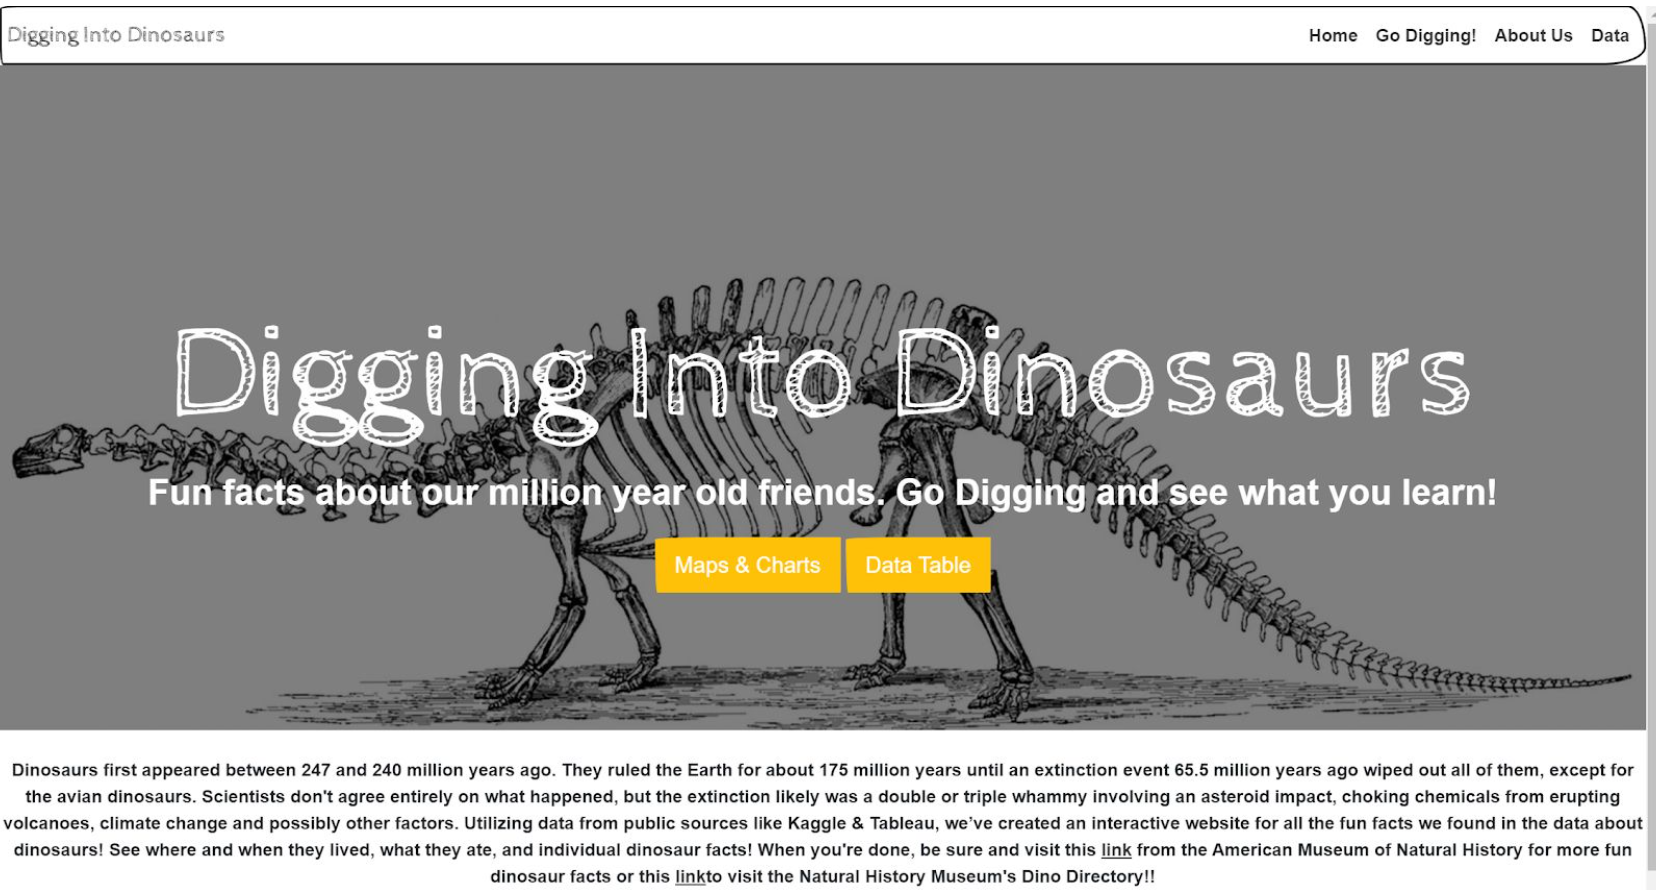 Digging Into Dinosaurs
Home Go Digging! About Us Data
Digging Into Dinosaurs
Fun facts about our million year old friends. Go Digging and see what you learn!
Maps & Charts Data Table
Dinosaurs first appeared between 247 and 240 million years ago. They ruled the Earth for about 175 million years until an extinction event 65.5 million years ago wiped out all of them, except for
the avian dinosaurs. Scientists don't agree entirely on what happened, but the extinction likely was a double or triple whammy involving an asteroid impact, choking chemicals from erupting
volcanoes, climate change and possibly other factors. Utilizing data from public sources like Kaggle & Tableau, we’ve created an interactive website for all the fun facts we found in the data about
dinosaurs! See where and when they lived, what they ate, and individual dinosaur facts! When you're done, be sure and visit this link from the American Museum of Natural History for more fun
dinosaur facts or this linkto visit the Natural History Museum's Dino Directory!!